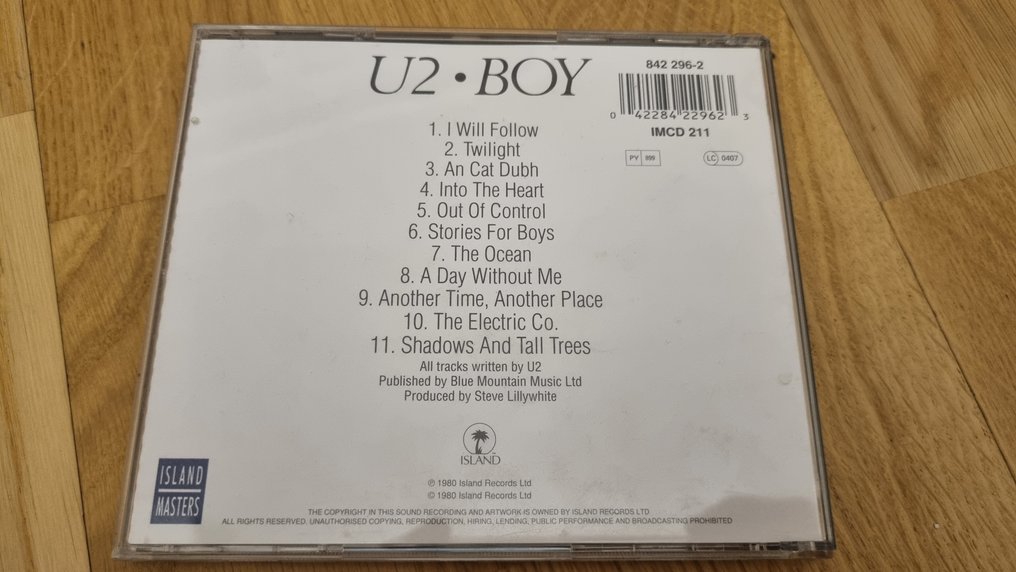 U2 • BOY
842 296-2
0 42284 22962 3
IMCD 211
PY 899
LC 0407
1. I Will Follow
2. Twilight
3. An Cat Dubh
4. Into The Heart
5. Out Of Control
6. Stories For Boys
7. The Ocean
8. A Day Without Me
9. Another Time, Another Place
10. The Electric Co.
11. Shadows And Tall Trees
All tracks written by U2
Published by Blue Mountain Music Ltd
Produced by Steve Lillywhite
ISLAND
℗ 1980 Island Records Ltd
© 1980 Island Records Ltd
ISLAND
MASTERS
THE COPYRIGHT IN THIS SOUND RECORDING AND ARTWORK IS OWNED BY ISLAND RECORDS LTD
ALL RIGHTS RESERVED. UNAUTHORISED COPYING, REPRODUCTION, HIRING, LENDING, PUBLIC PERFORMANCE AND BROADCASTING PROHIBITED